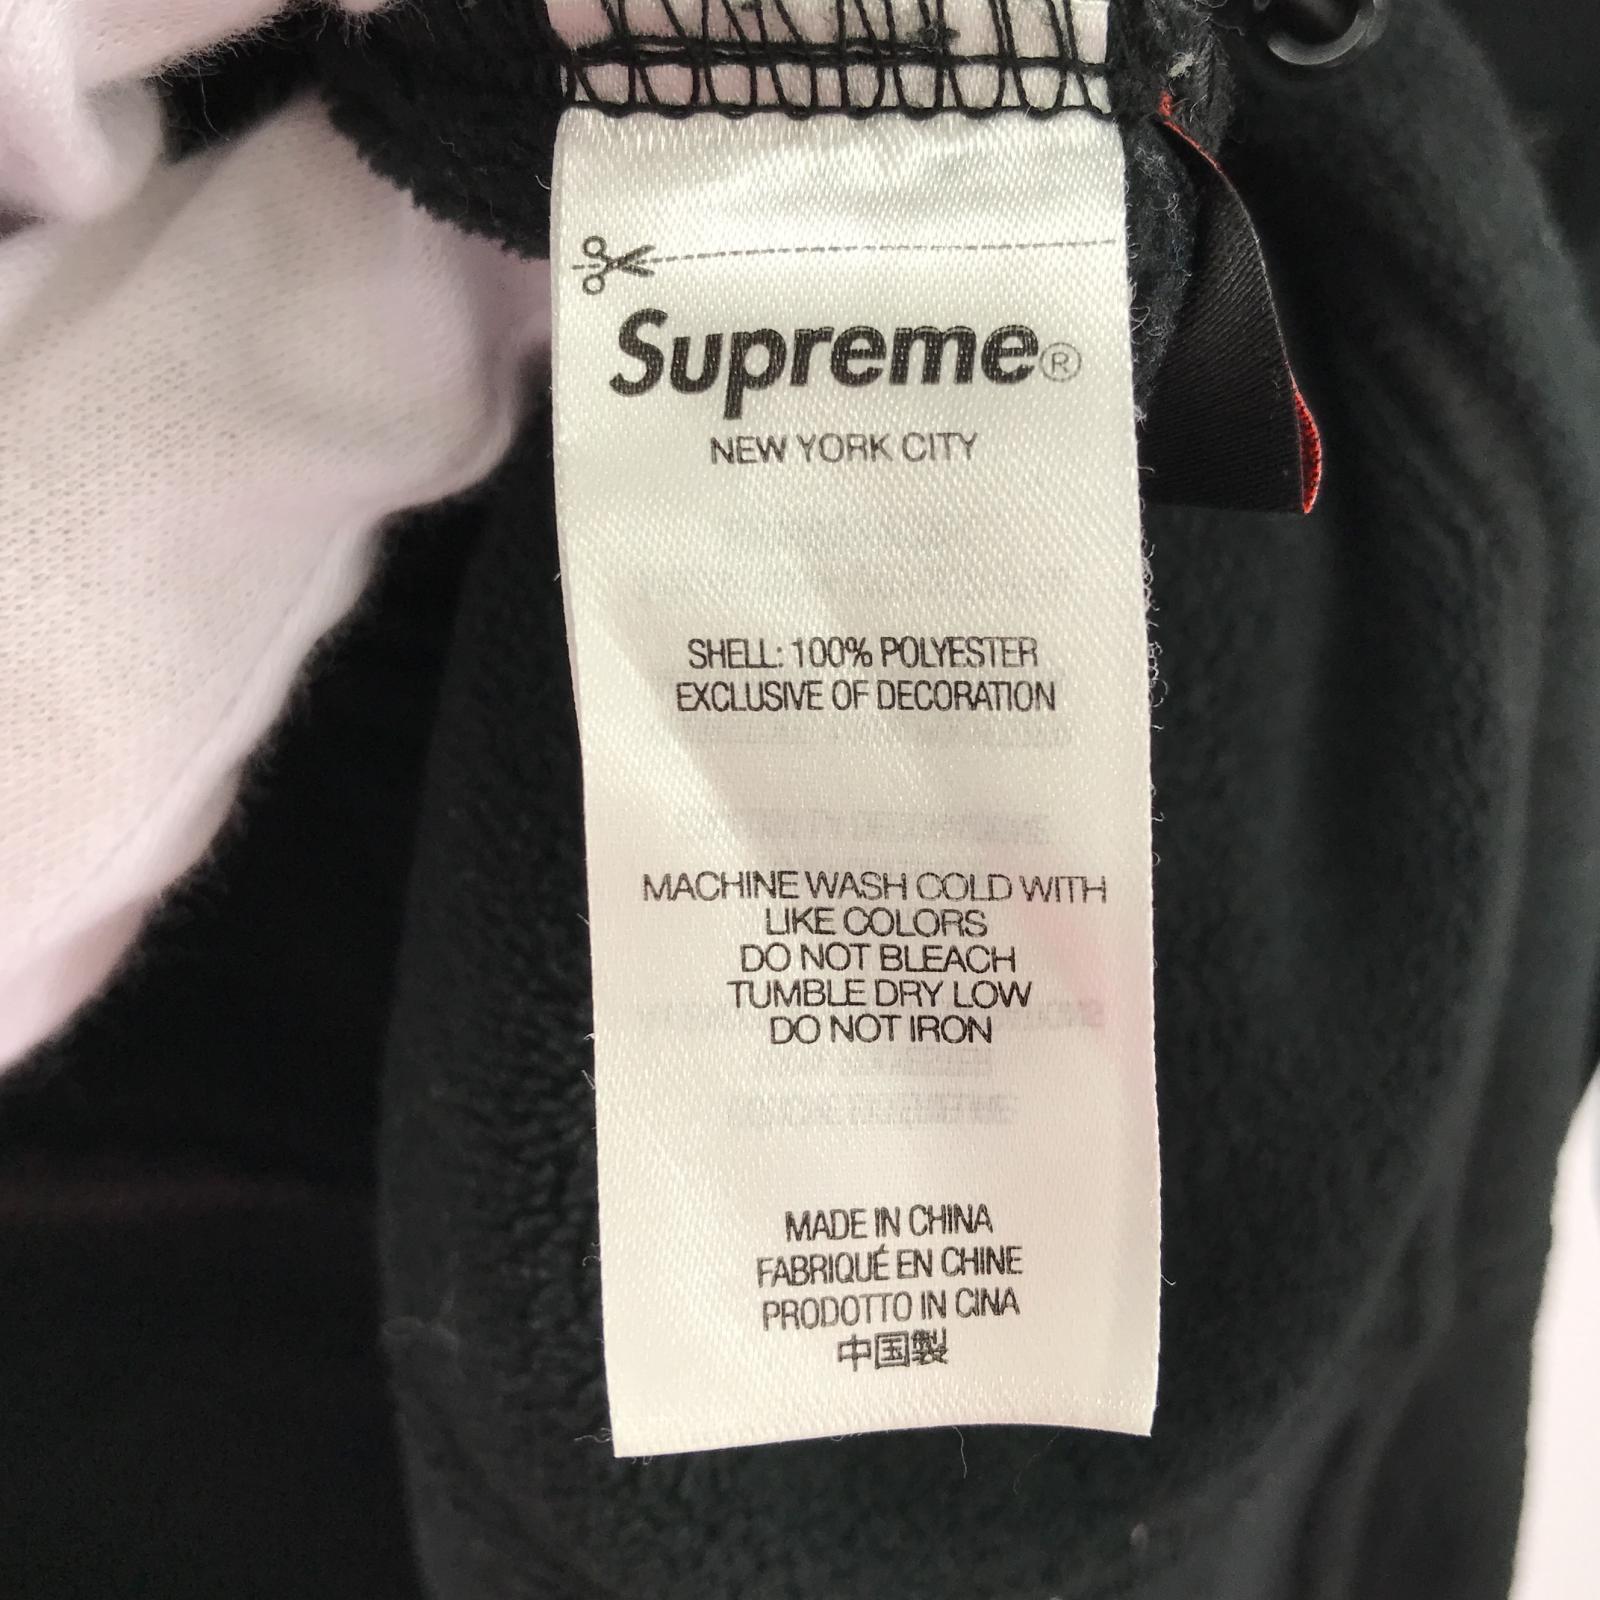 Supreme®
NEW YORK CITY
SHELL: 100% POLYESTER
EXCLUSIVE OF DECORATION
MACHINE WASH COLD WITH
LIKE COLORS
DO NOT BLEACH
TUMBLE DRY LOW
DO NOT IRON
MADE IN CHINA
FABRIQUÉ EN CHINE
PRODOTTO IN CINA
中国製